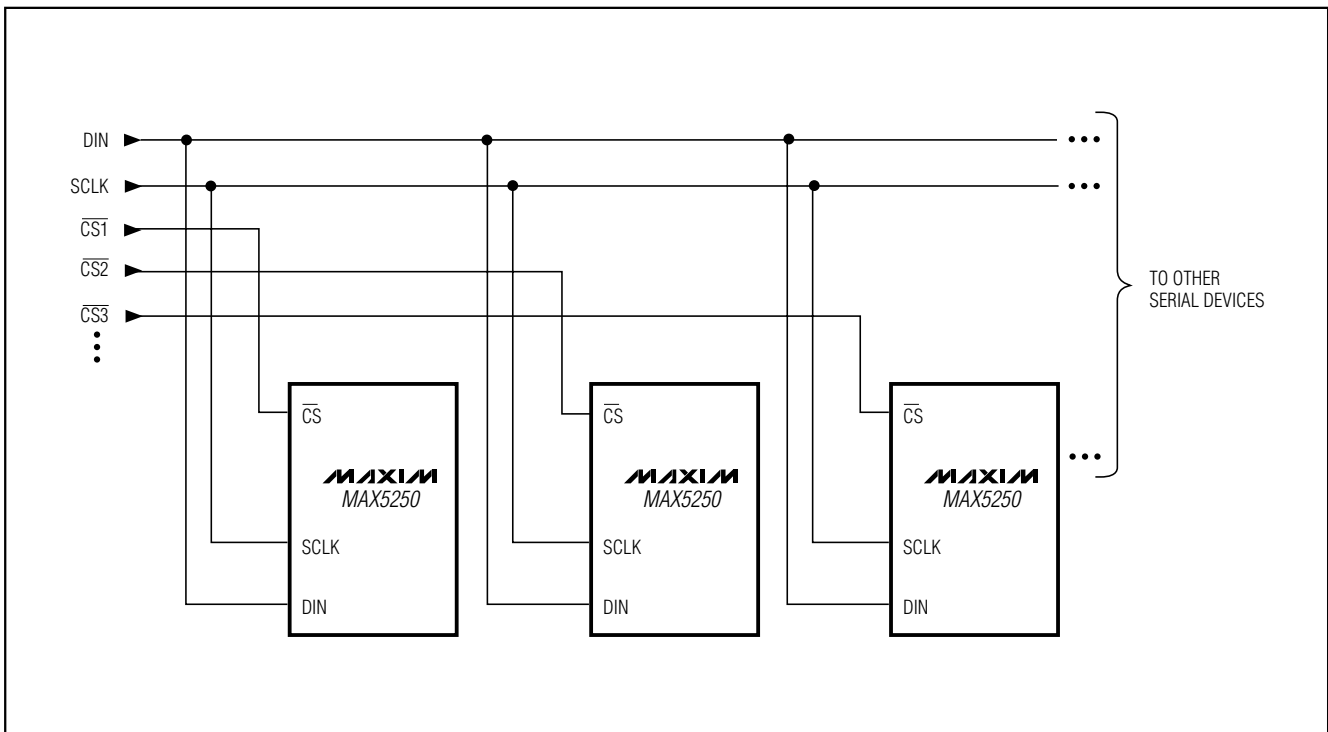 DIN
SCLK
CS1
CS2
CS3
TO OTHER
SERIAL DEVICES
CS
MAXIM
MAX5250
SCLK
DIN
CS
MAXIM
MAX5250
SCLK
DIN
CS
MAXIM
MAX5250
SCLK
DIN